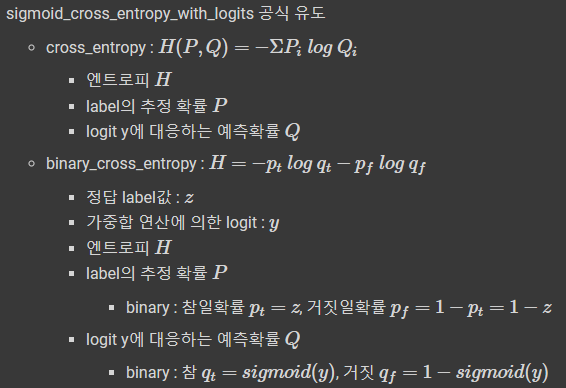 sigmoid_cross_entropy_with_logits 공식 유도
cross_entropy : H(P, Q) = −ΣP_i log Q_i
엔트로피 H
label의 추정 확률 P
logit y에 대응하는 예측확률 Q
binary_cross_entropy : H = −p_t log q_t − p_f log q_f
정답 label값 : z
가중합 연산에 의한 logit : y
엔트로피 H
label의 추정 확률 P
binary : 참일확률 p_t = z, 거짓일확률 p_f = 1 − p_t = 1 − z
logit y에 대응하는 예측확률 Q
binary : 참 q_t = sigmoid(y), 거짓 q_f = 1 − sigmoid(y)